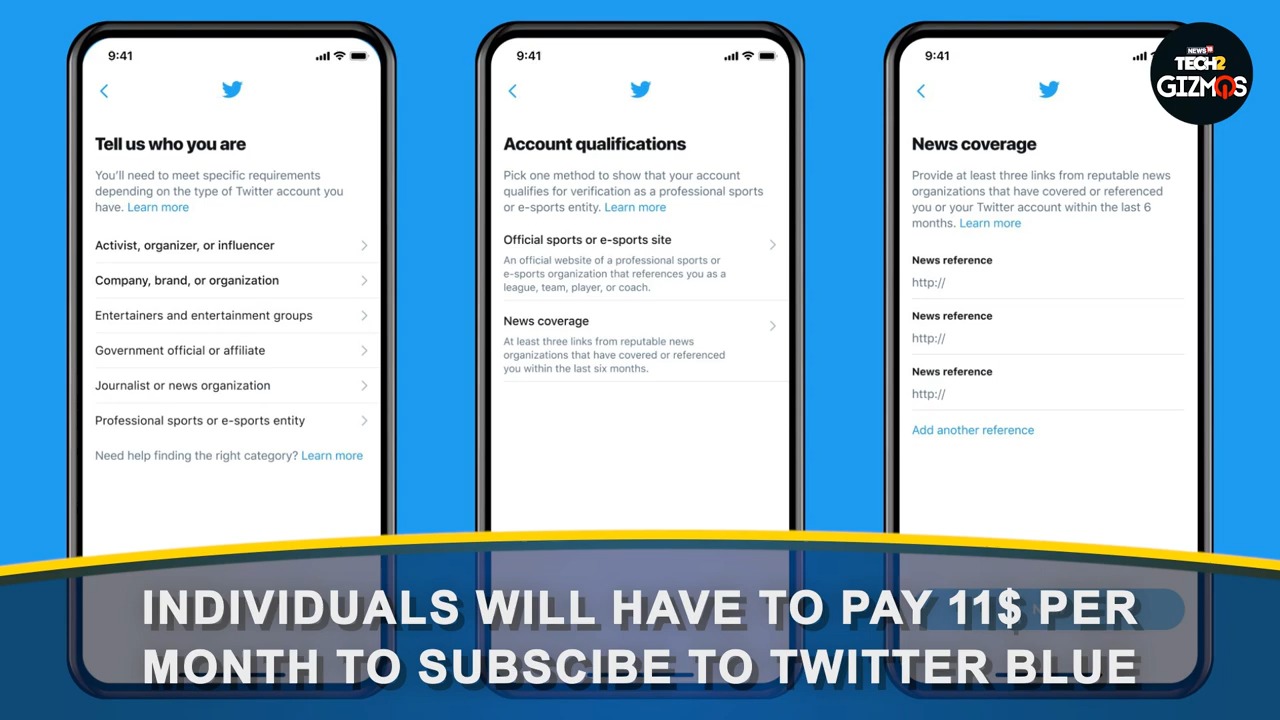 9:41
Tell us who you are
You'll need to meet specific requirements
depending on the type of Twitter account you
have. Learn more
Activist, organizer, or influencer
Company, brand, or organization
Entertainers and entertainment groups
Government official or affiliate
Journalist or news organization
Professional sports or e-sports entity
Need help finding the right category? Learn more
9:41
Account qualifications
Pick one method to show that your account
qualifies for verification as a professional sports
or e-sports entity. Learn more
Official sports or e-sports site
An official website of a professional sports or
e-sports organization that references you as a
league, team, player, or coach.
News coverage
At least three links from reputable news
organizations that have covered or referenced
you within the last six months.
9:41
News coverage
Provide at least three links from reputable news
organizations that have covered or referenced
you or your Twitter account within the last 6
months. Learn more
News reference
http://
News reference
http://
News reference
http://
Add another reference
NEWS18
TECH2
GIZMOS
INDIVIDUALS WILL HAVE TO PAY 11$ PER
MONTH TO SUBSCIBE TO TWITTER BLUE